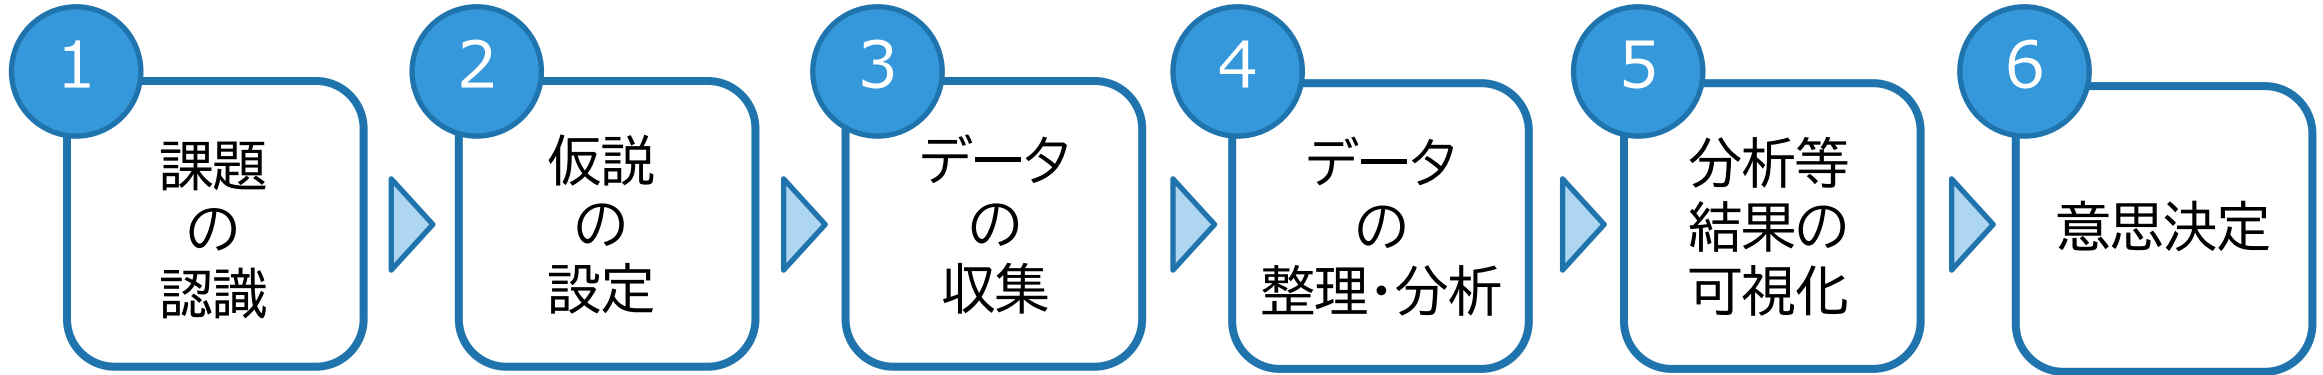 1
課題
の
認識
2
仮説
の
設定
3
データ
の
収集
4
データ
の
整理・分析
5
分析等
結果の
可視化
6
意思決定